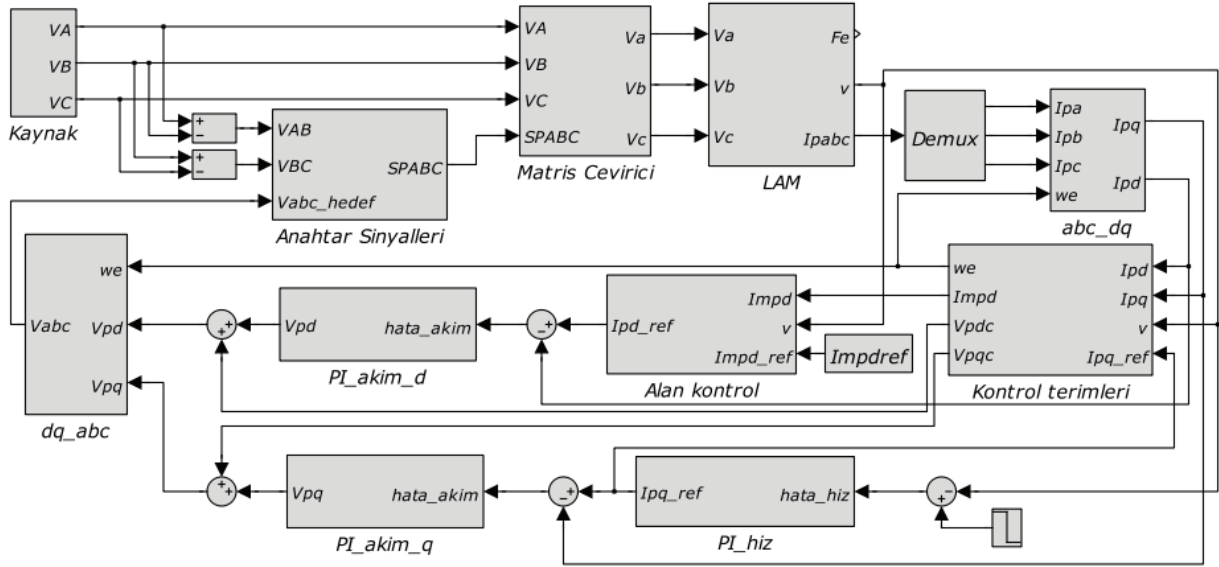 VA
VB
VC
Kaynak
+
−
+
−
VAB
VBC
Vabc_hedef
SPABC
Anahtar Sinyalleri
VA
VB
VC
SPABC
Va
Vb
Vc
Matris Cevirici
Va
Vb
Vc
Fe
v
Ipabc
LAM
Demux
Ipa
Ipb
Ipc
we
Ipq
Ipd
abc_dq
we
Vpd
Vpq
Vabc
dq_abc
+
+
Vpd
hata_akim
PI_akim_d
−
+
Ipd_ref
Impd
v
Impd_ref
Alan kontrol
Impdref
we
Impd
Vpdc
Vpqc
Ipd
Ipq
v
Ipq_ref
Kontrol terimleri
+
+
Vpq
hata_akim
PI_akim_q
−
+
Ipq_ref
hata_hiz
PI_hiz
+
−